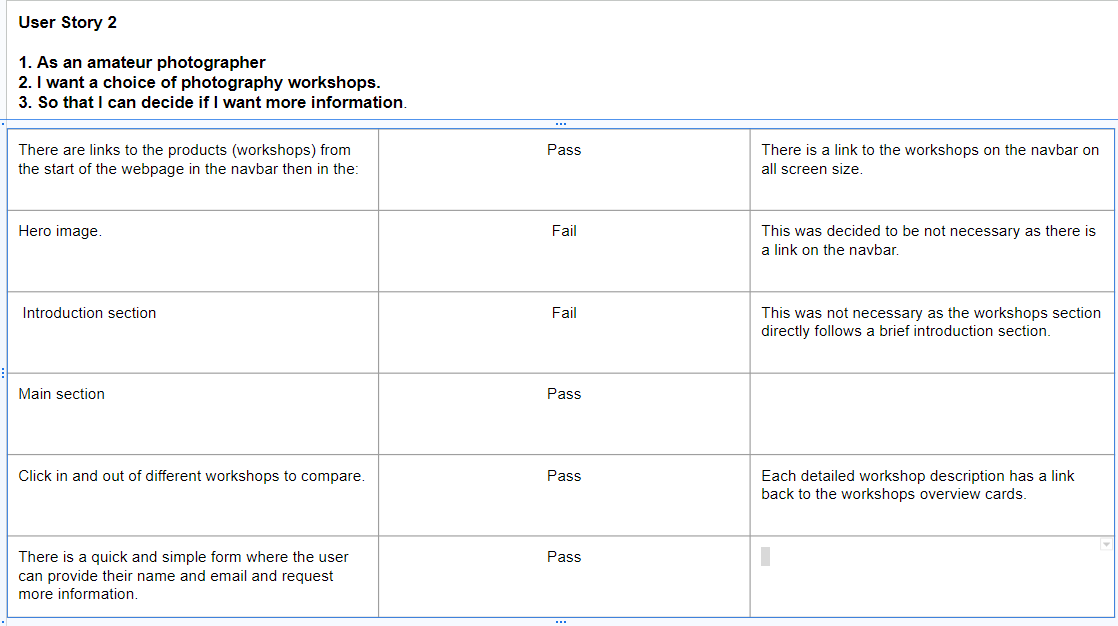 User Story 2
1. As an amateur photographer
2. I want a choice of photography workshops.
3. So that I can decide if I want more information.
There are links to the products (workshops) from
the start of the webpage in the navbar then in the:
Pass
There is a link to the workshops on the navbar on
all screen size.
Hero image.
Fail
This was decided to be not necessary as there is
a link on the navbar.
Introduction section
Fail
This was not necessary as the workshops section
directly follows a brief introduction section.
Main section
Pass
Click in and out of different workshops to compare.
Pass
Each detailed workshop description has a link
back to the workshops overview cards.
There is a quick and simple form where the user
can provide their name and email and request
more information.
Pass